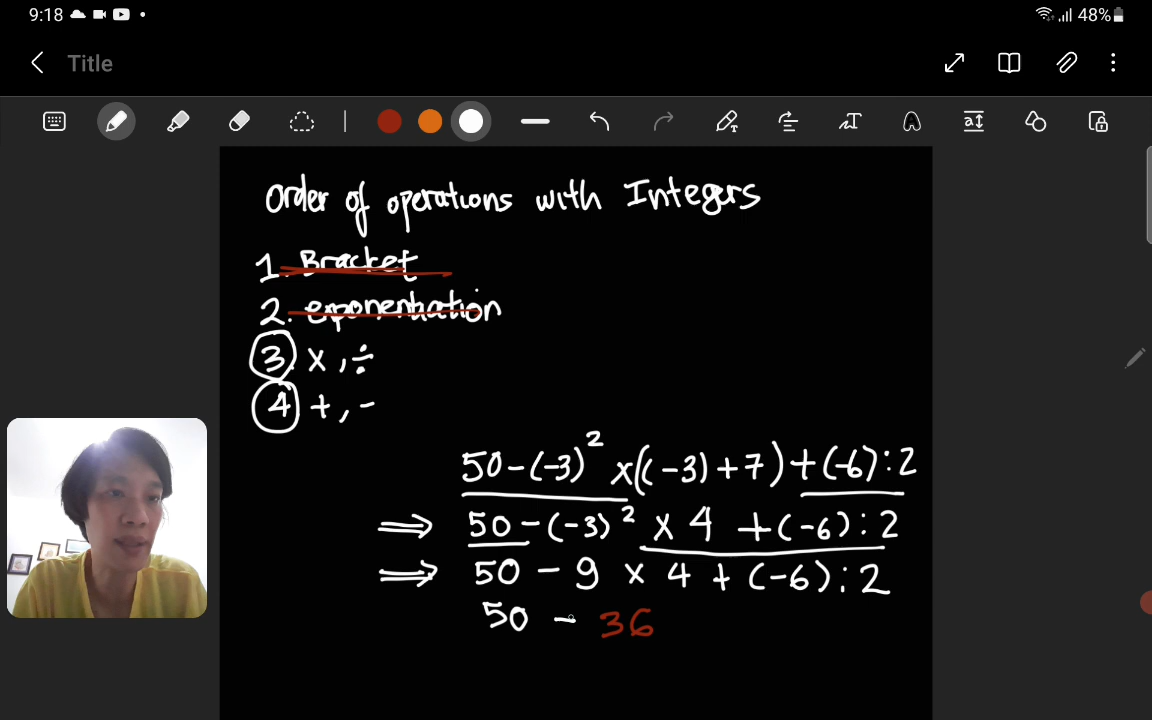 9:18
48%
Title
Order of operations with Integers
1. Bracket
2. exponentiation
3. x, ÷
4. +, -
50-(-3)² x((-3)+7)+(-6):2
⇒ 50-(-3)² x 4 +(-6):2
⇒ 50 - 9 x 4 + (-6):2
50 - 36